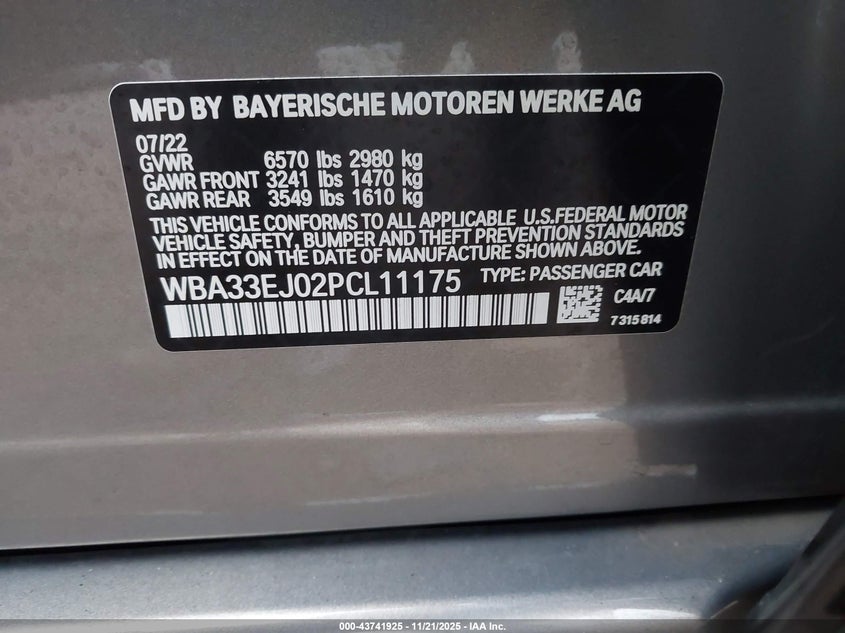 MFD BY BAYERISCHE MOTOREN WERKE AG
07/22
GVWR 6570 lbs 2980 kg
GAWR FRONT 3241 lbs 1470 kg
GAWR REAR 3549 lbs 1610 kg
THIS VEHICLE CONFORMS TO ALL APPLICABLE U.S.FEDERAL MOTOR
VEHICLE SAFETY, BUMPER AND THEFT PREVENTION STANDARDS
IN EFFECT ON THE DATE OF MANUFACTURE SHOWN ABOVE.
WBA33EJ02PCL11175 TYPE: PASSENGER CAR
C4A/7
7315814
000-43741925 - 11/21/2025 - IAA Inc.